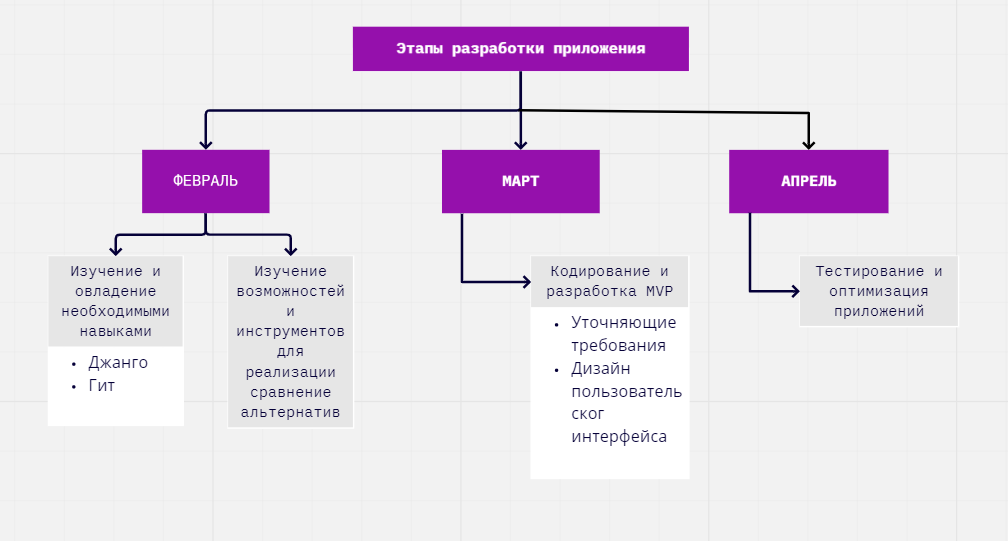 Этапы разработки приложения
ФЕВРАЛЬ
МАРТ
АПРЕЛЬ
Изучение и
овладение
необходимыми
навыками
• Джанго
• Гит
Изучение
возможностей
и
инструментов
для
реализации
сравнение
альтернатив
Кодирование и
разработка MVP
• Уточняющие
требования
• Дизайн
пользователь
ског
интерфейса
Тестирование и
оптимизация
приложений